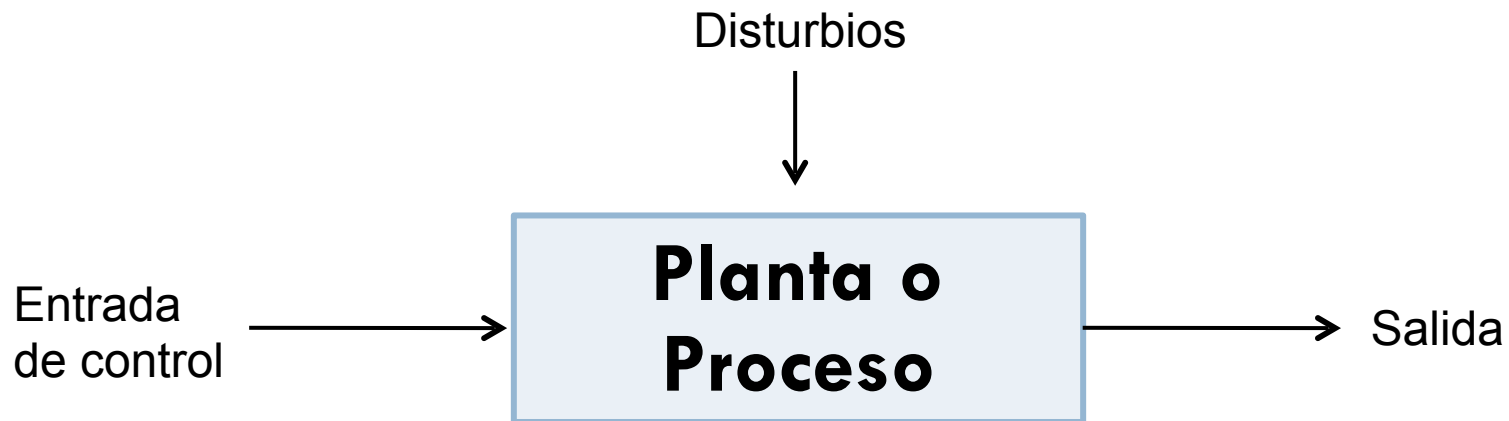 Disturbios
Entrada
de control
Planta o
Proceso
Salida